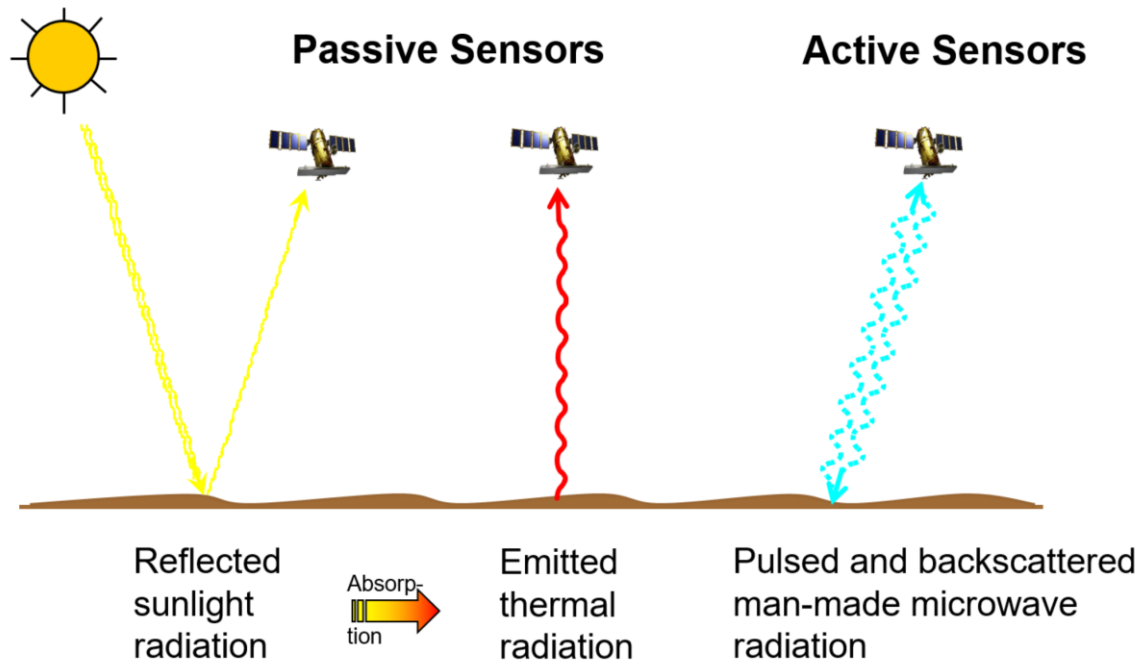 Passive Sensors
Active Sensors
Reflected
sunlight
radiation
Absorp-
tion
Emitted
thermal
radiation
Pulsed and backscattered
man-made microwave
radiation